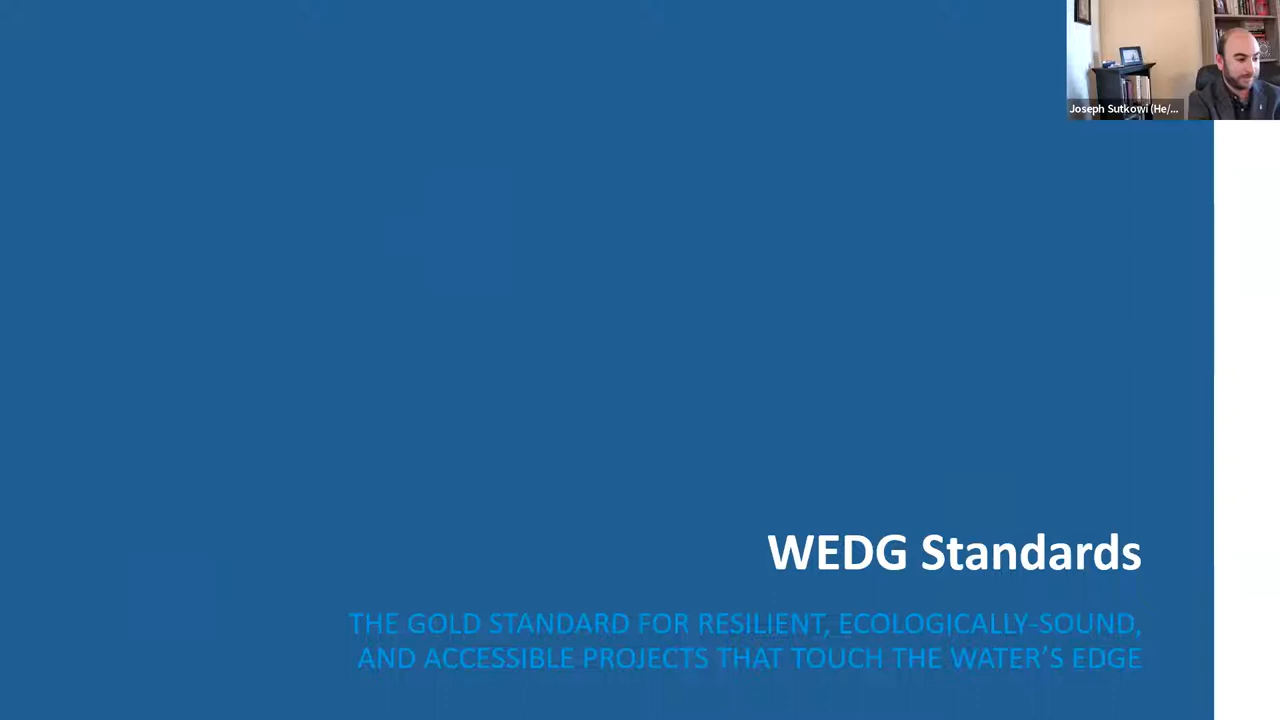 Joseph Sutkowi (He/...
WEDG Standards
THE GOLD STANDARD FOR RESILIENT, ECOLOGICALLY-SOUND,
AND ACCESSIBLE PROJECTS THAT TOUCH THE WATER'S EDGE